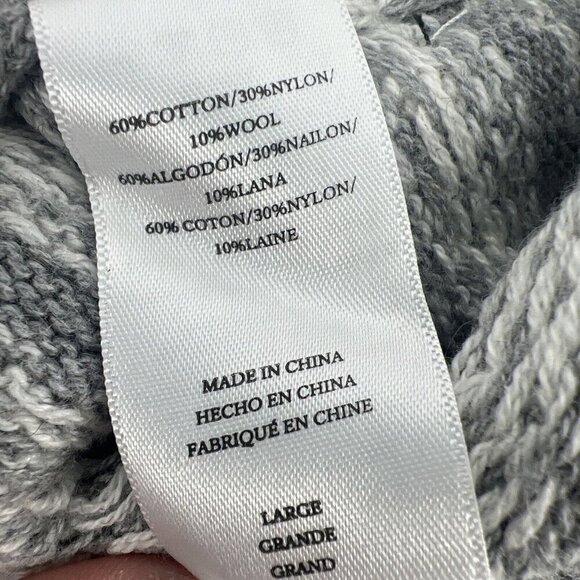 60%COTTON/30%NYLON/
10%WOOL
60%ALGODÓN/30%NAILON/
10%LANA
60% COTON/30%NYLON/
10%LAINE
MADE IN CHINA
HECHO EN CHINA
FABRIQUÉ EN CHINE
LARGE
GRANDE
GRAND